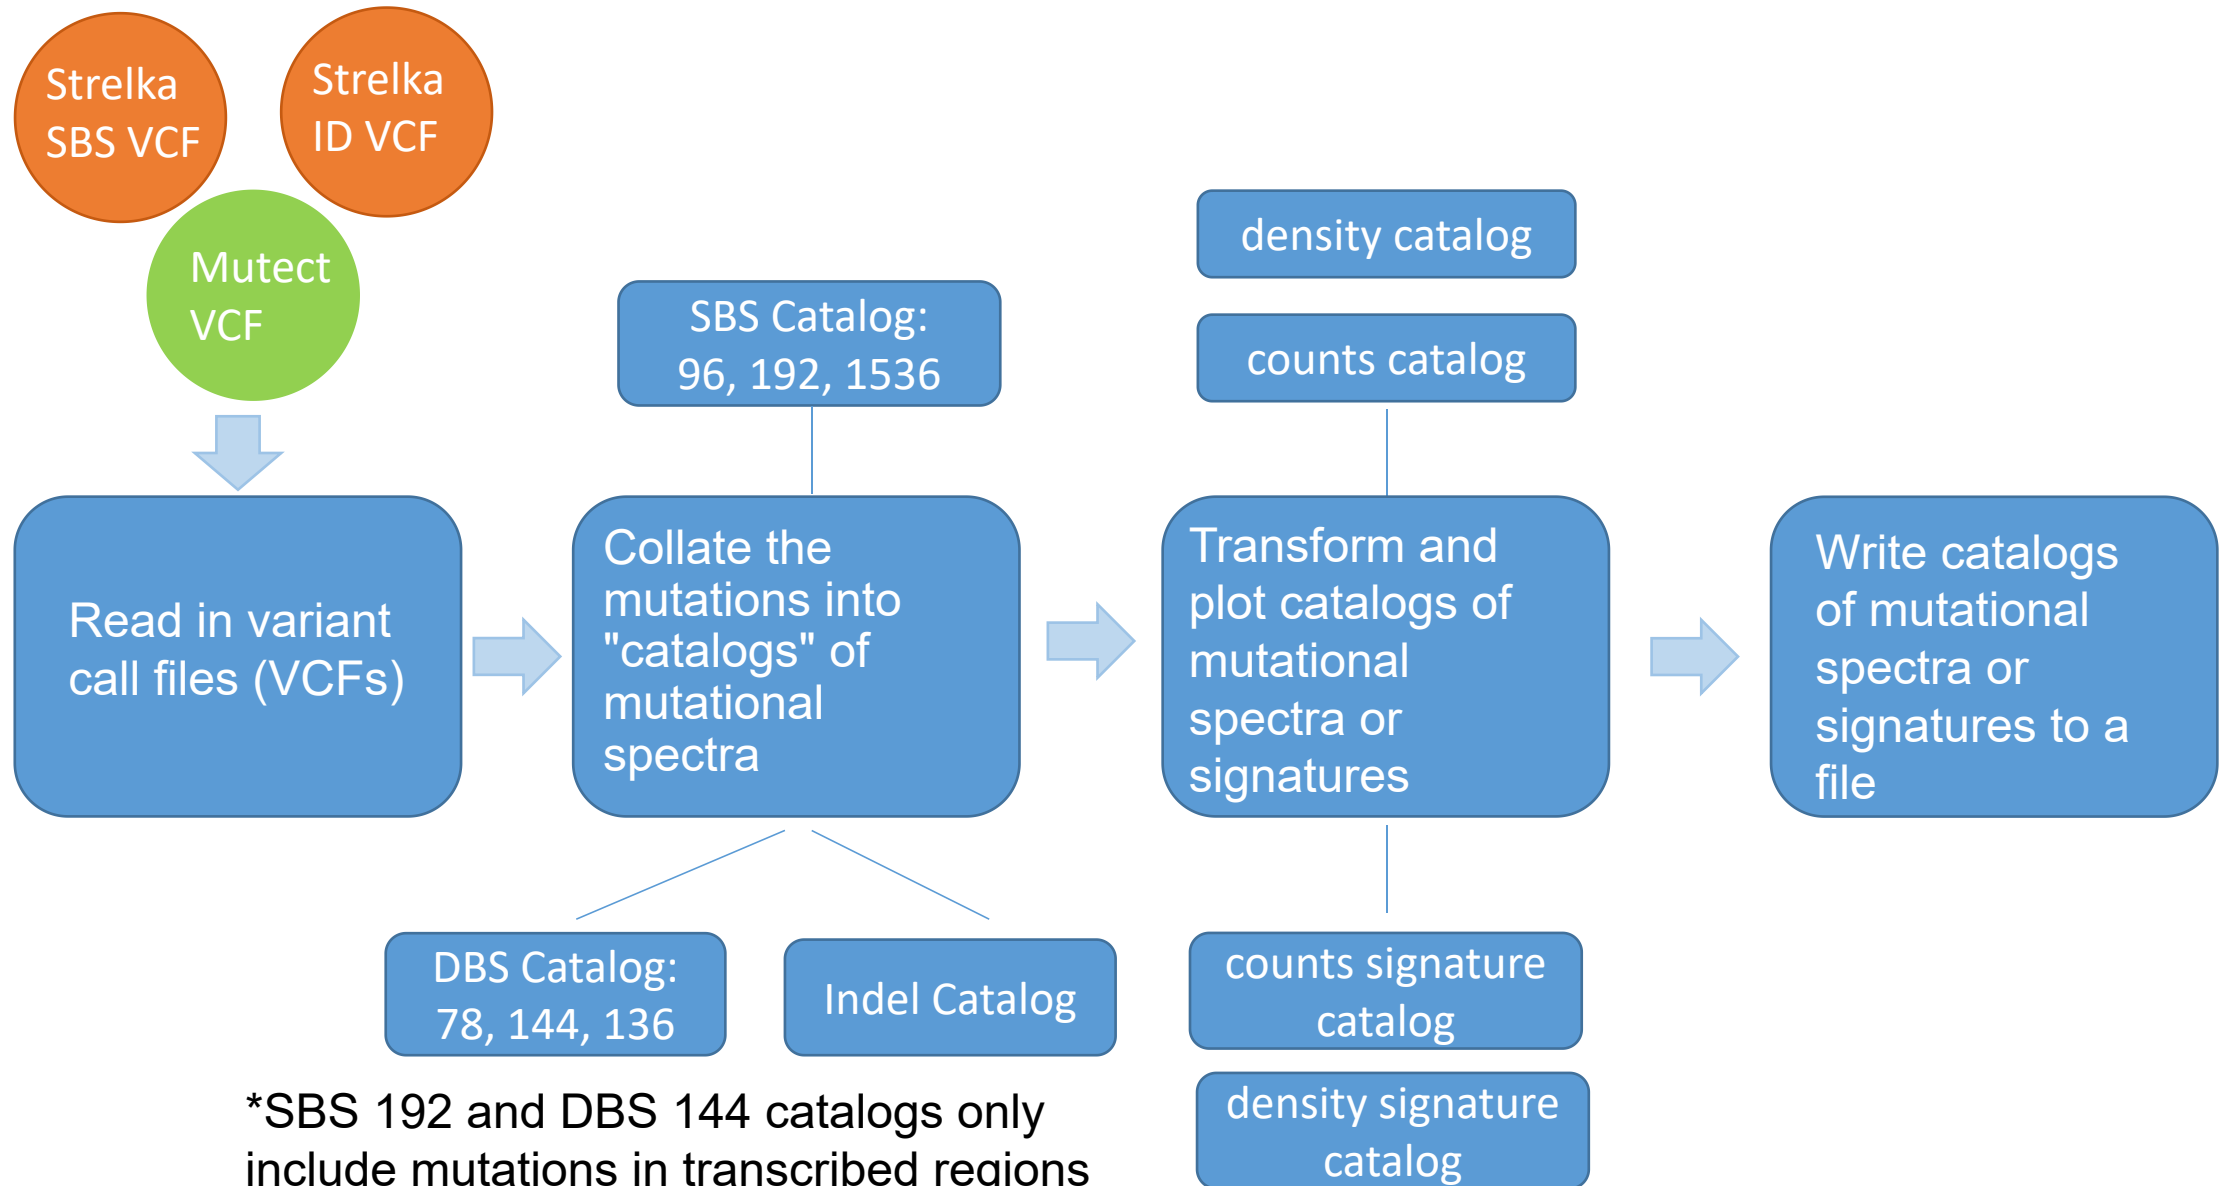 Strelka
SBS VCF
Strelka
ID VCF
Mutect
VCF
density catalog
counts catalog
SBS Catalog:
96, 192, 1536
Read in variant
call files (VCFs)
Collate the
mutations into
"catalogs" of
mutational
spectra
Transform and
plot catalogs of
mutational
spectra or
signatures
Write catalogs
of mutational
spectra or
signatures to a
file
DBS Catalog:
78, 144, 136
Indel Catalog
counts signature
catalog
density signature
catalog
*SBS 192 and DBS 144 catalogs only
include mutations in transcribed regions